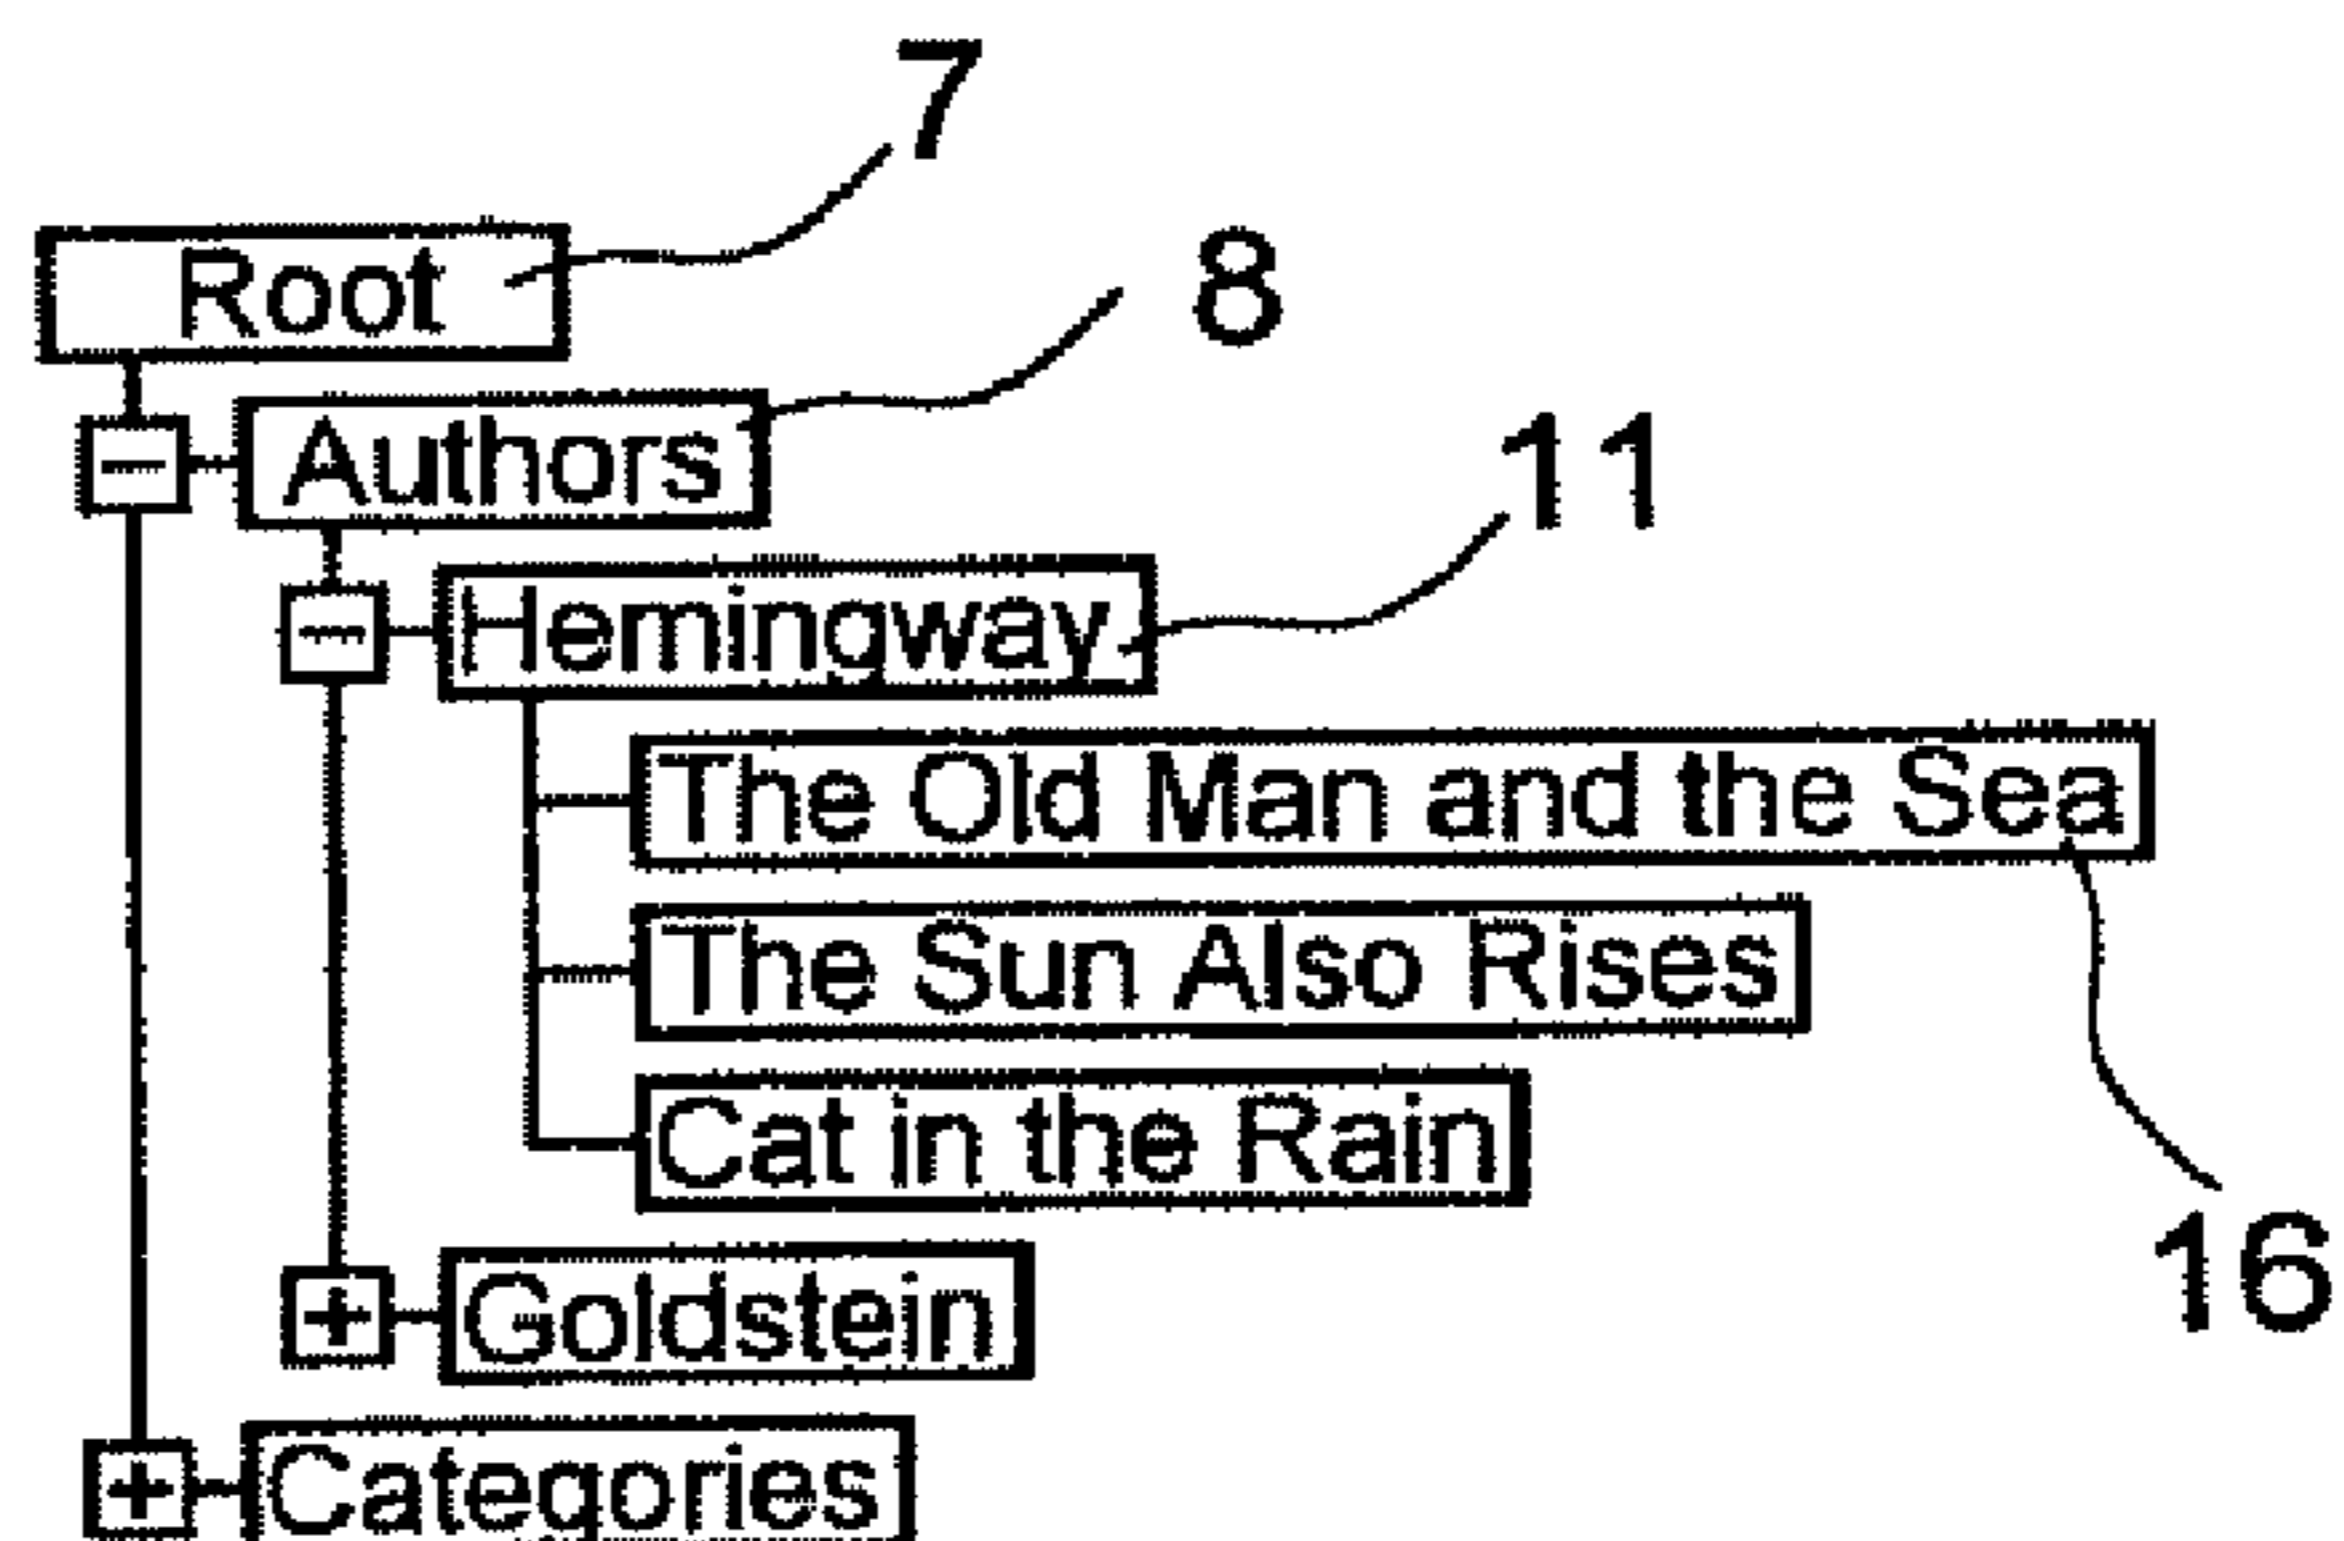 7
Root
8
Authors
11
Hemingway
The Old Man and the Sea
The Sun Also Rises
Cat in the Rain
16
Goldstein
Categories